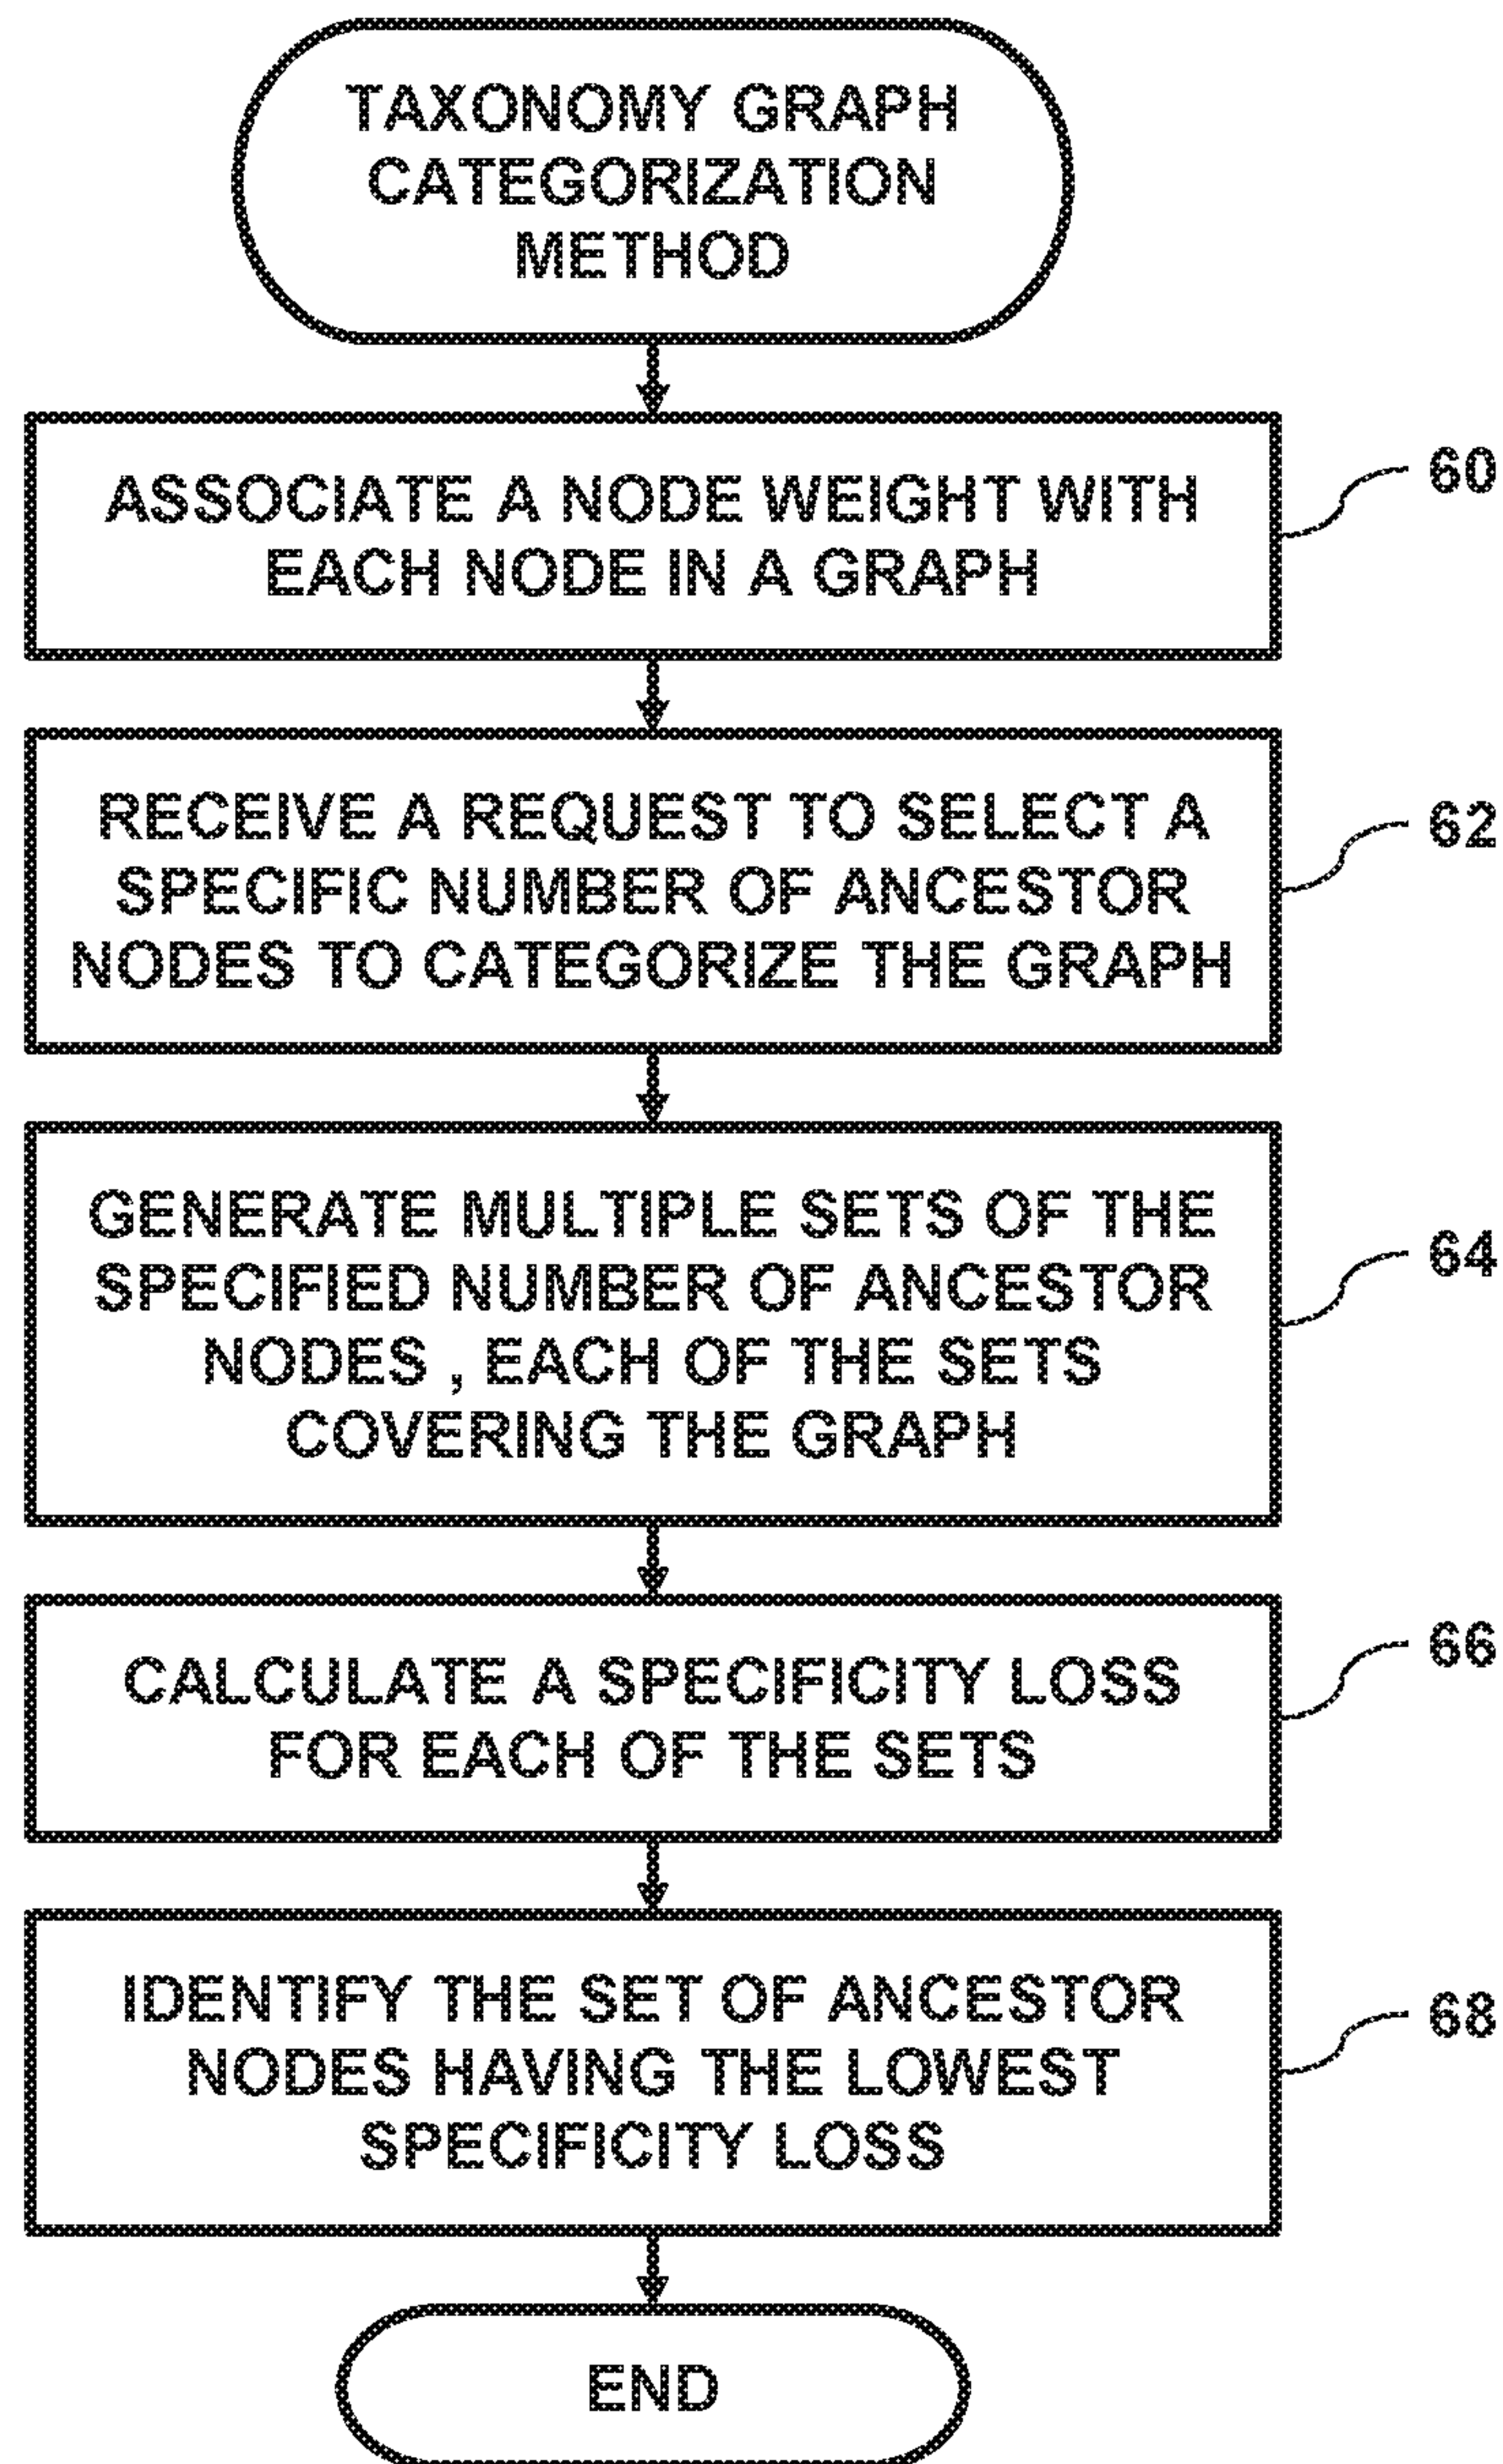 TAXONOMY GRAPH
CATEGORIZATION
METHOD
ASSOCIATE A NODE WEIGHT WITH
EACH NODE IN A GRAPH
60
RECEIVE A REQUEST TO SELECT A
SPECIFIC NUMBER OF ANCESTOR
NODES TO CATEGORIZE THE GRAPH
62
GENERATE MULTIPLE SETS OF THE
SPECIFIED NUMBER OF ANCESTOR
NODES , EACH OF THE SETS
COVERING THE GRAPH
64
CALCULATE A SPECIFICITY LOSS
FOR EACH OF THE SETS
66
IDENTIFY THE SET OF ANCESTOR
NODES HAVING THE LOWEST
SPECIFICITY LOSS
68
END